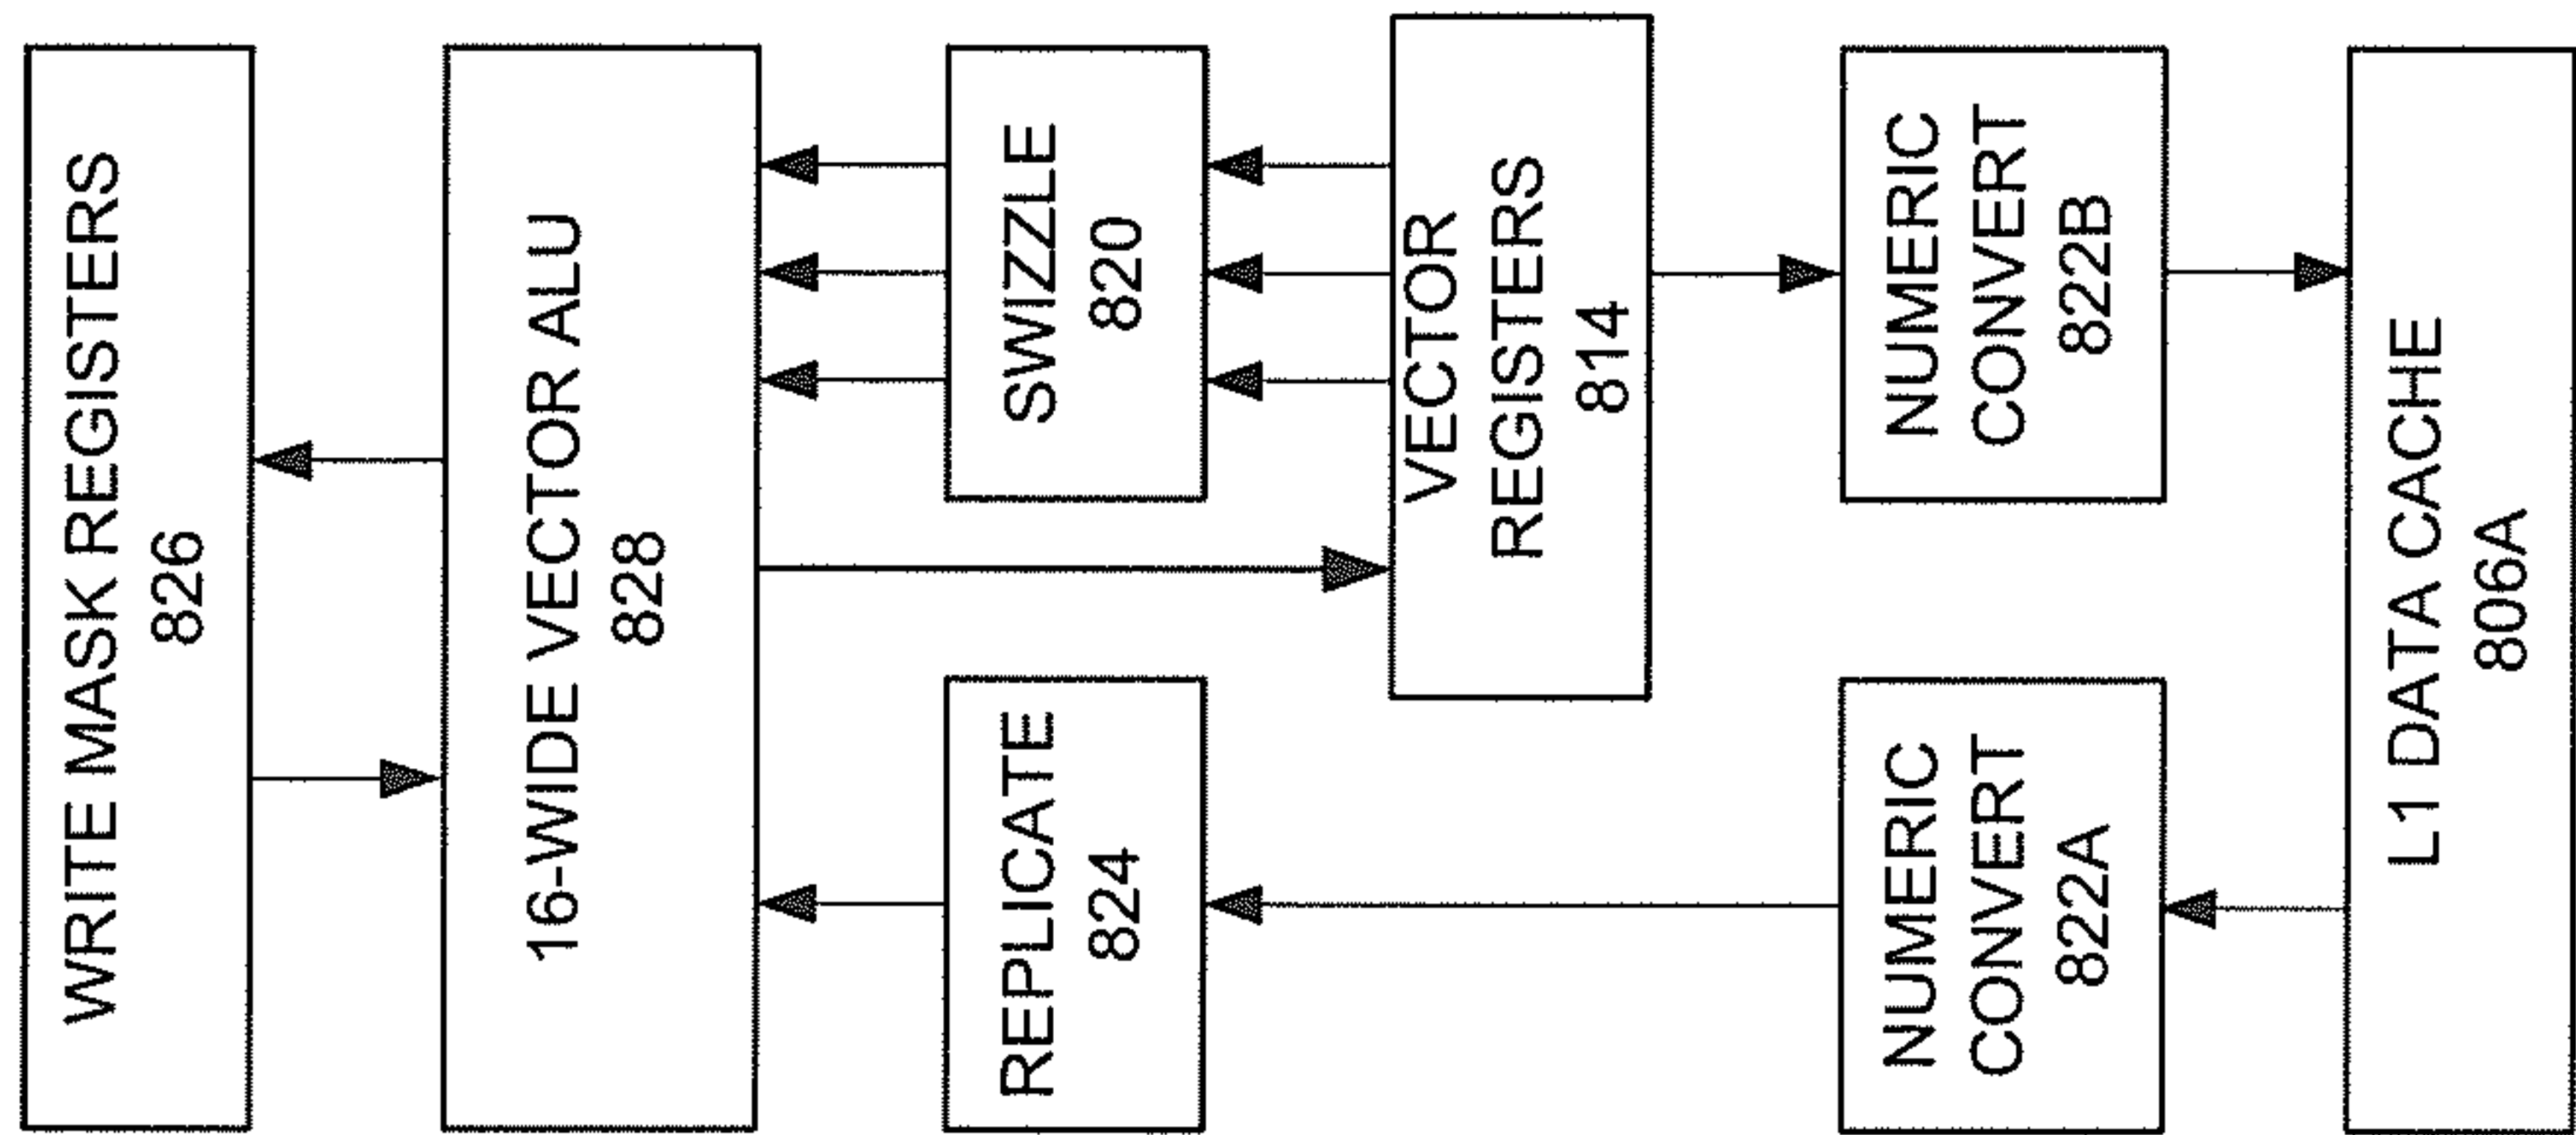 WRITE MASK REGISTERS
826
16-WIDE VECTOR ALU
828
REPLICATE
824
SWIZZLE
820
VECTOR
REGISTERS
814
NUMERIC
CONVERT
822A
NUMERIC
CONVERT
822B
L1 DATA CACHE
806A